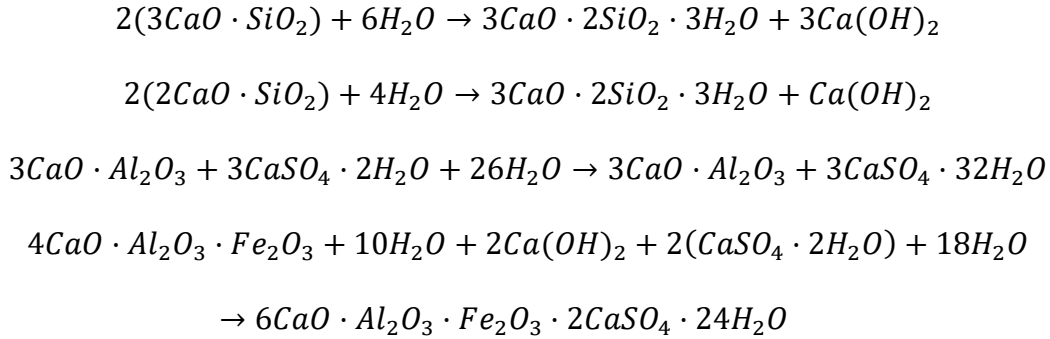 2(3CaO · SiO₂) + 6H₂O → 3CaO · 2SiO₂ · 3H₂O + 3Ca(OH)₂
2(2CaO · SiO₂) + 4H₂O → 3CaO · 2SiO₂ · 3H₂O + Ca(OH)₂
3CaO · Al₂O₃ + 3CaSO₄ · 2H₂O + 26H₂O → 3CaO · Al₂O₃ + 3CaSO₄ · 32H₂O
4CaO · Al₂O₃ · Fe₂O₃ + 10H₂O + 2Ca(OH)₂ + 2(CaSO₄ · 2H₂O) + 18H₂O
→ 6CaO · Al₂O₃ · Fe₂O₃ · 2CaSO₄ · 24H₂O